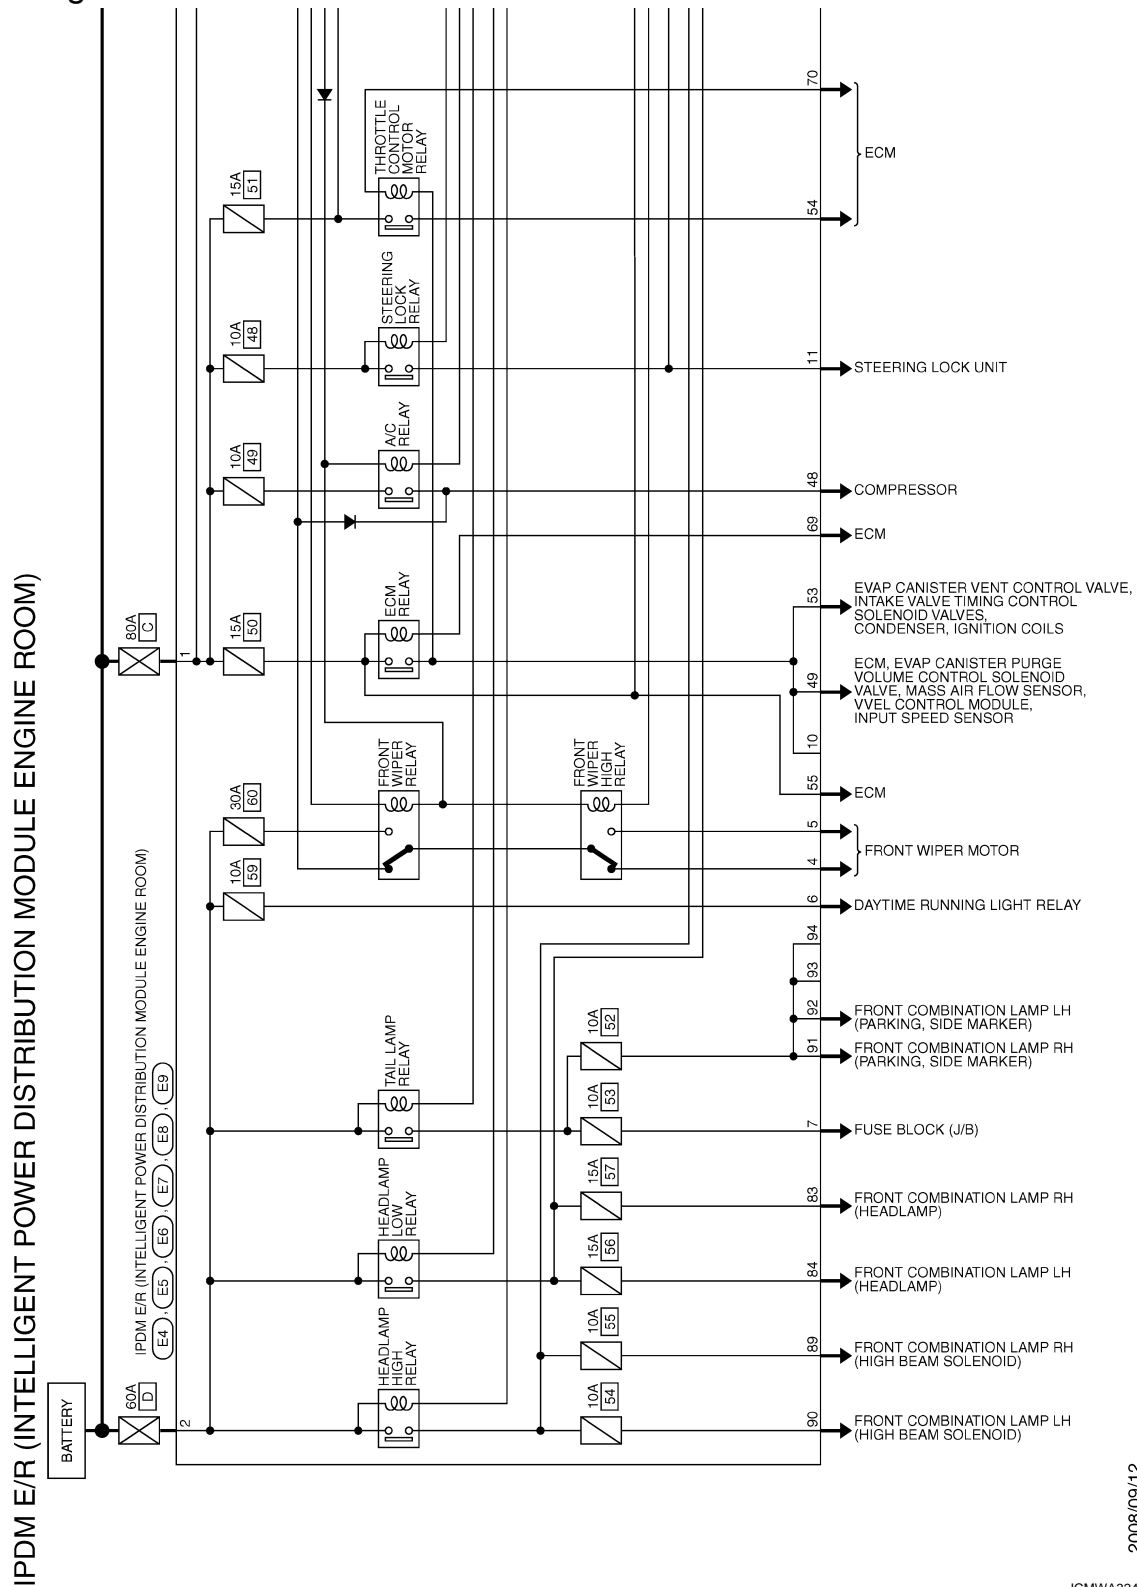 IPDM E/R (INTELLIGENT POWER DISTRIBUTION MODULE ENGINE ROOM)
BATTERY
60A
D
80A
C
2
1
IPDM E/R (INTELLIGENT POWER DISTRIBUTION MODULE ENGINE ROOM)
E4 , E5 , E6 , E7 , E8 , E9
10A
59
30A
60
15A
50
10A
49
10A
48
15A
51
HEADLAMP
HIGH
RELAY
HEADLAMP
LOW
RELAY
TAIL LAMP
RELAY
FRONT
WIPER
RELAY
ECM
RELAY
A/C
RELAY
STEERING
LOCK
RELAY
THROTTLE
CONTROL
MOTOR
RELAY
10A
54
10A
55
15A
56
15A
57
10A
53
10A
52
FRONT
WIPER
HIGH
RELAY
70
54
ECM
11
STEERING LOCK UNIT
48
COMPRESSOR
69
ECM
53
EVAP CANISTER VENT CONTROL VALVE,
INTAKE VALVE TIMING CONTROL
SOLENOID VALVES,
CONDENSER, IGNITION COILS
49
ECM, EVAP CANISTER PURGE
VOLUME CONTROL SOLENOID
VALVE, MASS AIR FLOW SENSOR,
VVEL CONTROL MODULE,
INPUT SPEED SENSOR
10
55
ECM
5
4
FRONT WIPER MOTOR
6
DAYTIME RUNNING LIGHT RELAY
94
93
92
FRONT COMBINATION LAMP LH
(PARKING, SIDE MARKER)
91
FRONT COMBINATION LAMP RH
(PARKING, SIDE MARKER)
7
FUSE BLOCK (J/B)
83
FRONT COMBINATION LAMP RH
(HEADLAMP)
84
FRONT COMBINATION LAMP LH
(HEADLAMP)
89
FRONT COMBINATION LAMP RH
(HIGH BEAM SOLENOID)
90
FRONT COMBINATION LAMP LH
(HIGH BEAM SOLENOID)
2008/09/12